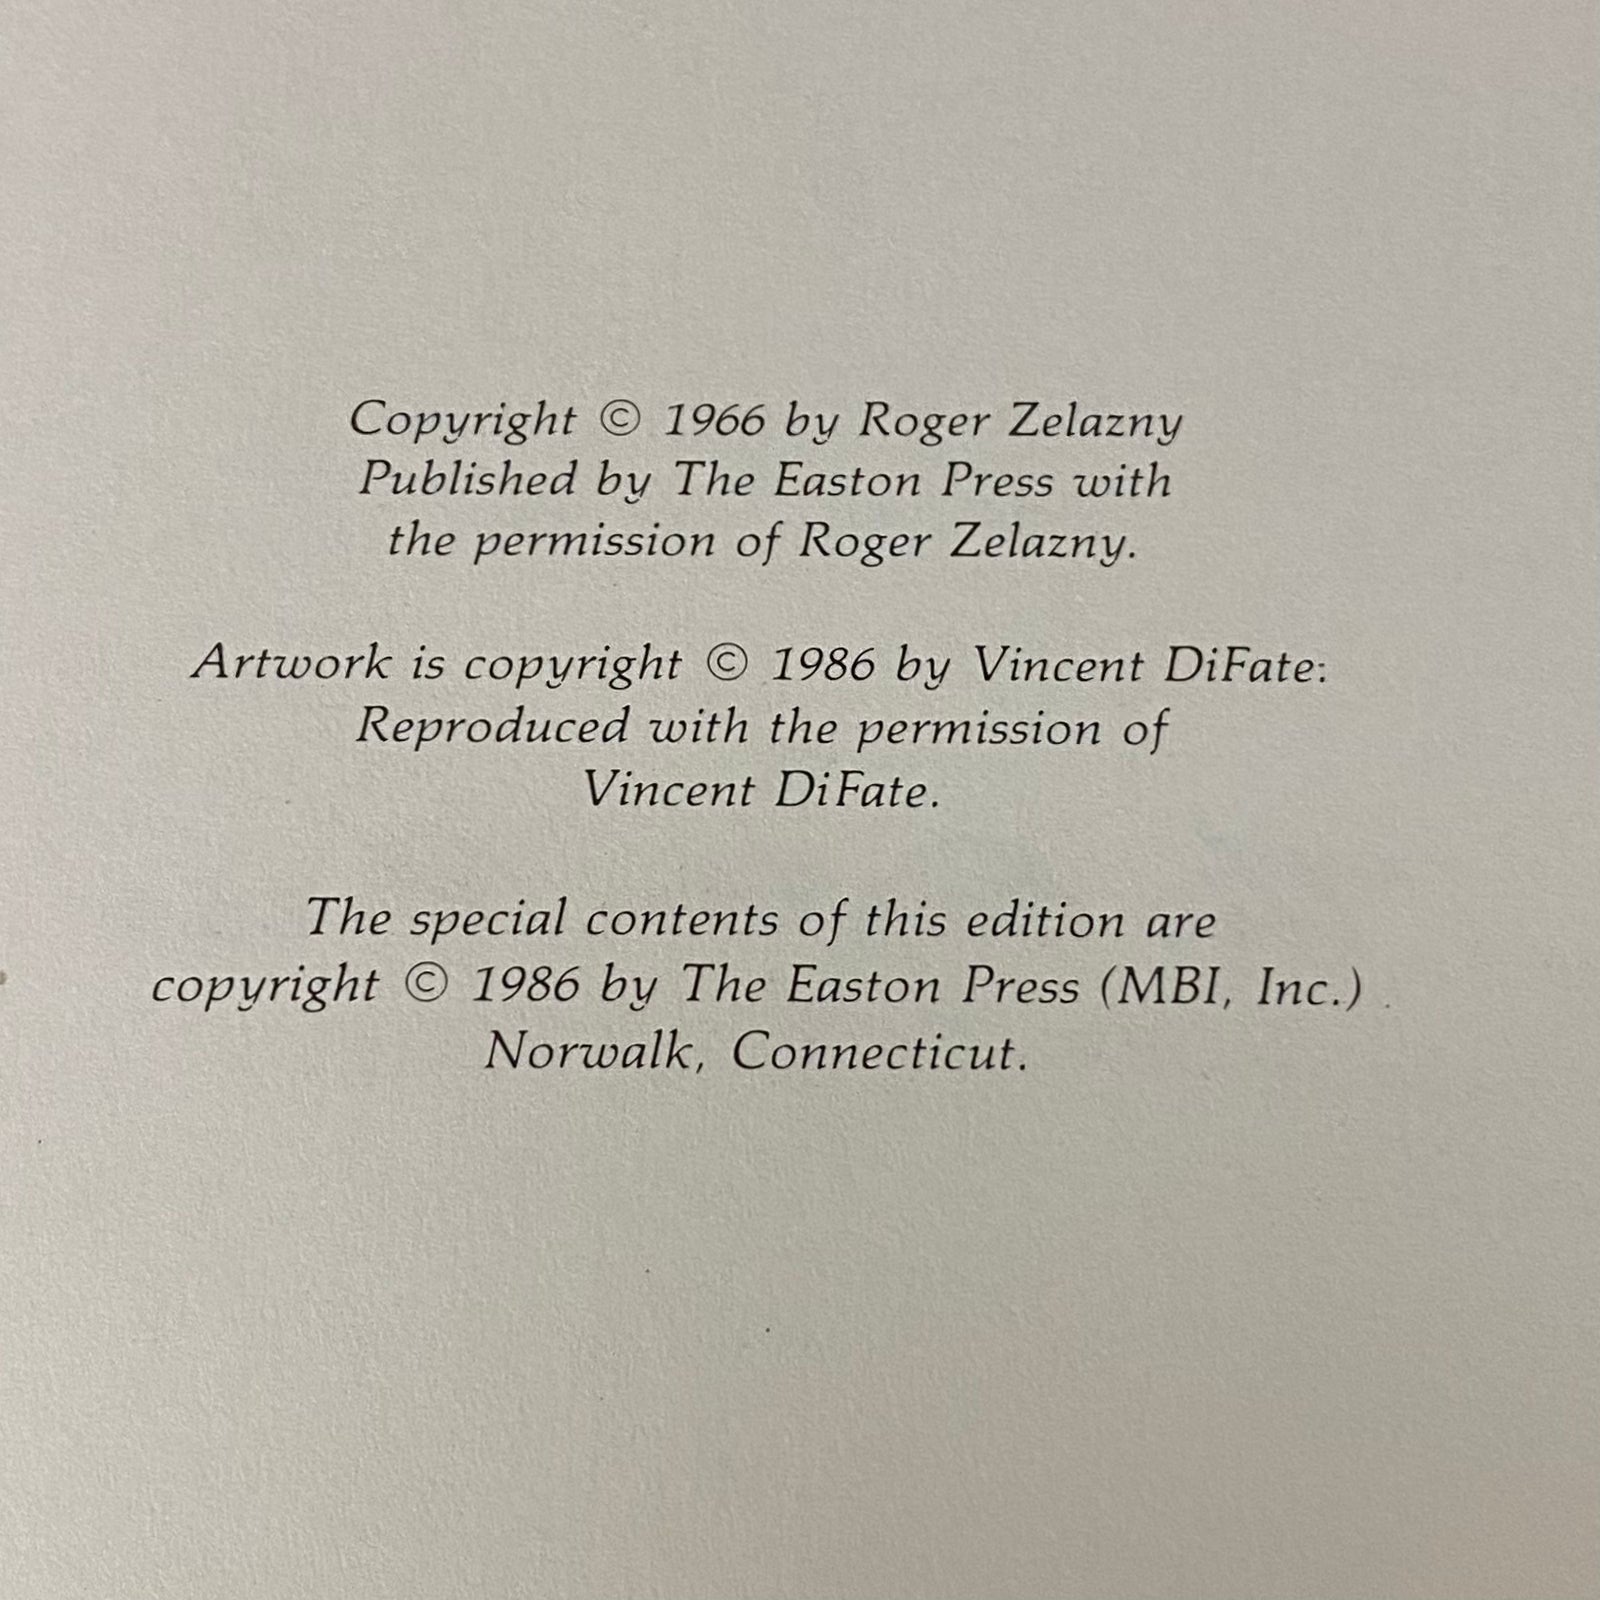 Copyright © 1966 by Roger Zelazny
Published by The Easton Press with
the permission of Roger Zelazny.
Artwork is copyright © 1986 by Vincent DiFate:
Reproduced with the permission of
Vincent DiFate.
The special contents of this edition are
copyright © 1986 by The Easton Press (MBI, Inc.)
Norwalk, Connecticut.